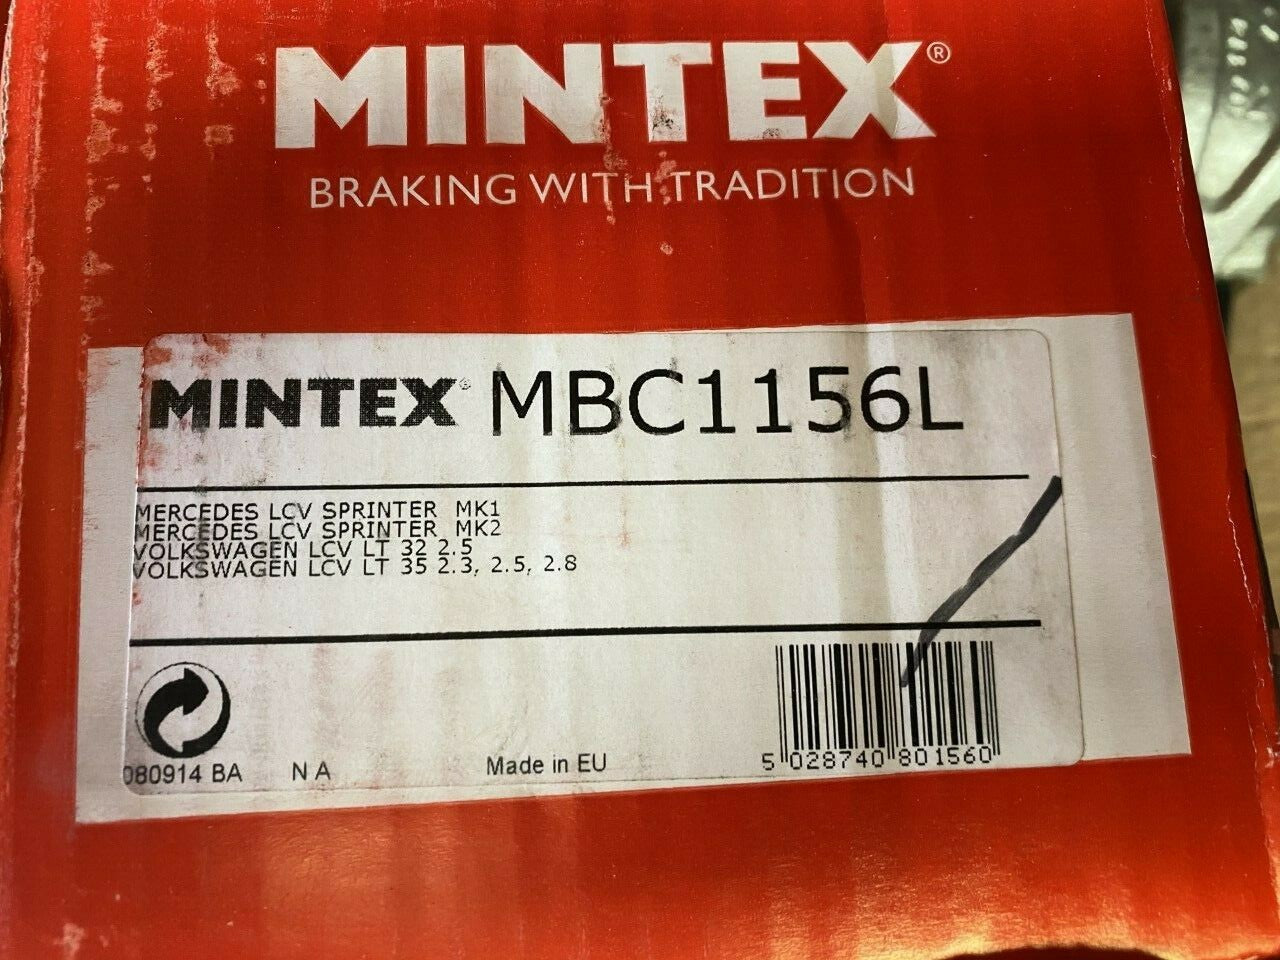 MINTEX®
BRAKING WITH TRADITION
MINTEX® MBC1156L
MERCEDES LCV SPRINTER MK1
MERCEDES LCV SPRINTER MK2
VOLKSWAGEN LCV LT 32 2.5
VOLKSWAGEN LCV LT 35 2.3, 2.5, 2.8
080914 BA N A Made in EU 5 028740 801560